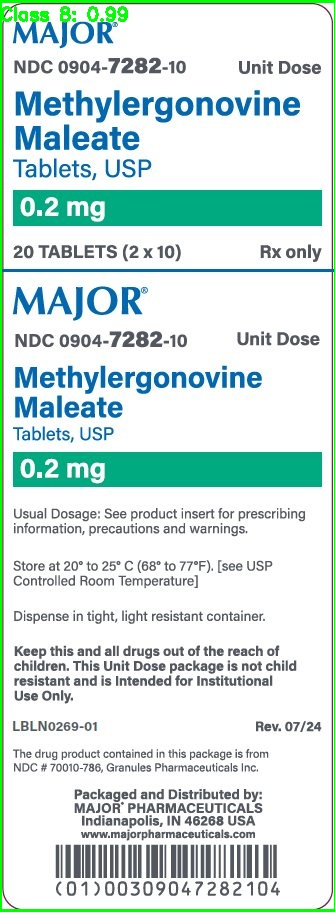 Class 8: 0.99
MAJOR®
NDC 0904-7282-10 Unit Dose
Methylergonovine
Maleate
Tablets, USP
0.2 mg
20 TABLETS (2 x 10) Rx only
MAJOR®
NDC 0904-7282-10 Unit Dose
Methylergonovine
Maleate
Tablets, USP
0.2 mg
Usual Dosage: See product insert for prescribing
information, precautions and warnings.
Store at 20° to 25° C (68° to 77°F). [see USP
Controlled Room Temperature]
Dispense in tight, light resistant container.
Keep this and all drugs out of the reach of
children. This Unit Dose package is not child
resistant and is Intended for Institutional
Use Only.
LBLN0269-01 Rev. 07/24
The drug product contained in this package is from
NDC # 70010-786, Granules Pharmaceuticals Inc.
Packaged and Distributed by:
MAJOR® PHARMACEUTICALS
Indianapolis, IN 46268 USA
www.majorpharmaceuticals.com
(01)00309047282104